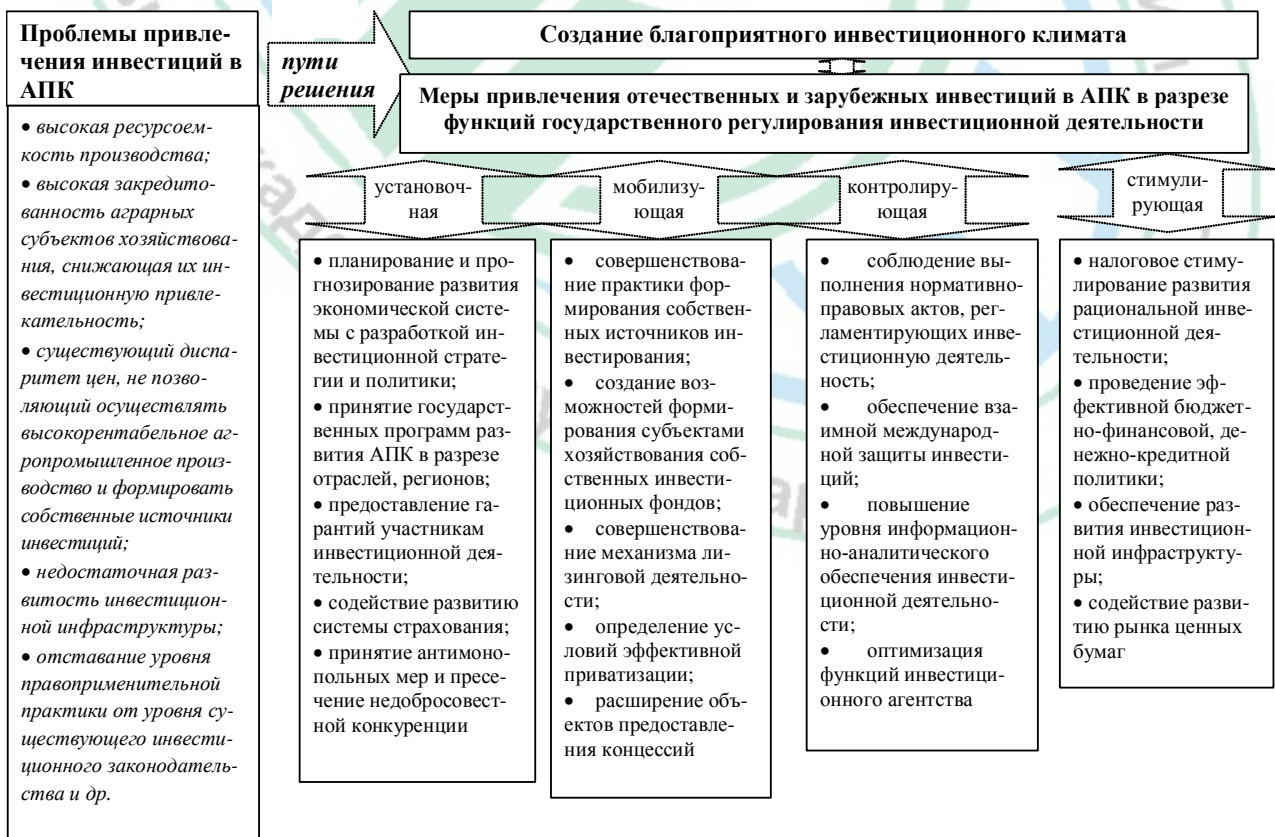 Проблемы привле-
чения инвестиций в
АПК
• высокая ресурсоем-
кость производства;
• высокая закредито-
ванность аграрных
субъектов хозяйствова-
ния, снижающая их ин-
вестиционную привле-
кательность;
• существующий диспа-
ритет цен, не позво-
ляющий осуществлять
высокорентабельное аг-
ропромышленное произ-
водство и формировать
собственные источники
инвестиций;
• недостаточная раз-
витость инвестицион-
ной инфраструктуры;
• отставание уровня
правоприменительной
практики от уровня су-
ществующего инвести-
ционного законодатель-
ства и др.
пути
решения
Создание благоприятного инвестиционного климата
Меры привлечения отечественных и зарубежных инвестиций в АПК в разрезе
функций государственного регулирования инвестиционной деятельности
установоч-
ная
• планирование и про-
гнозирование развития
экономической систе-
мы с разработкой ин-
вестиционной страте-
гии и политики;
• принятие государст-
венных программ раз-
вития АПК в разрезе
отраслей, регионов;
• предоставление га-
рантий участникам
инвестиционной дея-
тельности;
• содействие развитию
системы страхования;
• принятие антимоно-
польных мер и пресе-
чение недобросовест-
ной конкуренции
мобилизу-
ющая
• совершенствова-
ние практики фор-
мирования собствен-
ных источников ин-
вестирования;
• создание воз-
можностей форми-
рования субъектами
хозяйствования соб-
ственных инвести-
ционных фондов;
• совершенствова-
ние механизма ли-
зинговой деятельно-
сти;
• определение ус-
ловий эффективной
приватизации;
• расширение объ-
ектов предоставле-
ния концессий
контролиру-
ющая
• соблюдение вы-
полнения нормативно-
правовых актов, рег-
ламентирующих инве-
стиционную деятель-
ность;
• обеспечение вза-
имной международ-
ной защиты инвести-
ций;
• повышение
уровня информацион-
но-аналитического
обеспечения инвести-
ционной деятельно-
сти;
• оптимизация
функций инвестици-
онного агентства
стимули-
рующая
• налоговое стиму-
лирование развития
рациональной инве-
стиционной дея-
тельности;
• проведение эф-
фективной бюджет-
но-финансовой, де-
нежно-кредитной
политики;
• обеспечение раз-
вития инвестицион-
ной инфраструкту-
ры;
• содействие разви-
тию рынка ценных
бумаг